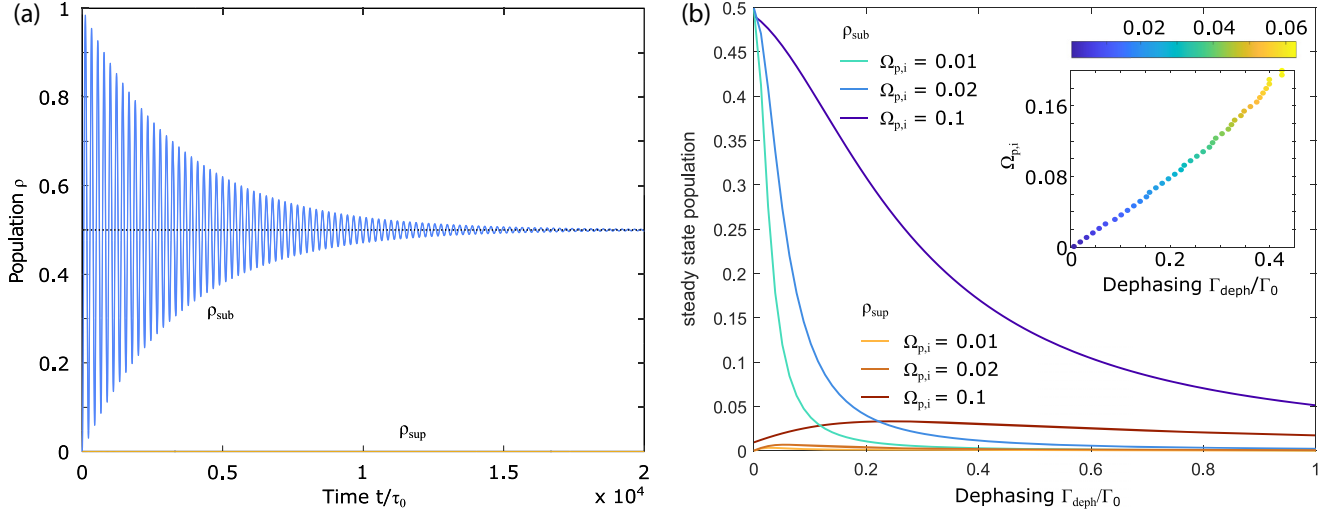 (a)
Population ρ
1
0.8
0.6
0.4
0.2
0
ρsub
ρsup
0 0.5 1 1.5 2
Time t/τ0
x 10^4
(b)
steady state population
0.5
0.45
0.4
0.35
0.3
0.25
0.2
0.15
0.1
0.05
0
ρsub
Ωp,i = 0.01
Ωp,i = 0.02
Ωp,i = 0.1
ρsup
Ωp,i = 0.01
Ωp,i = 0.02
Ωp,i = 0.1
0.02 0.04 0.06
Ωp,i
0.16
0.08
0
0 0.2 0.4
Dephasing Γdeph/Γ0
0 0.2 0.4 0.6 0.8 1
Dephasing Γdeph/Γ0